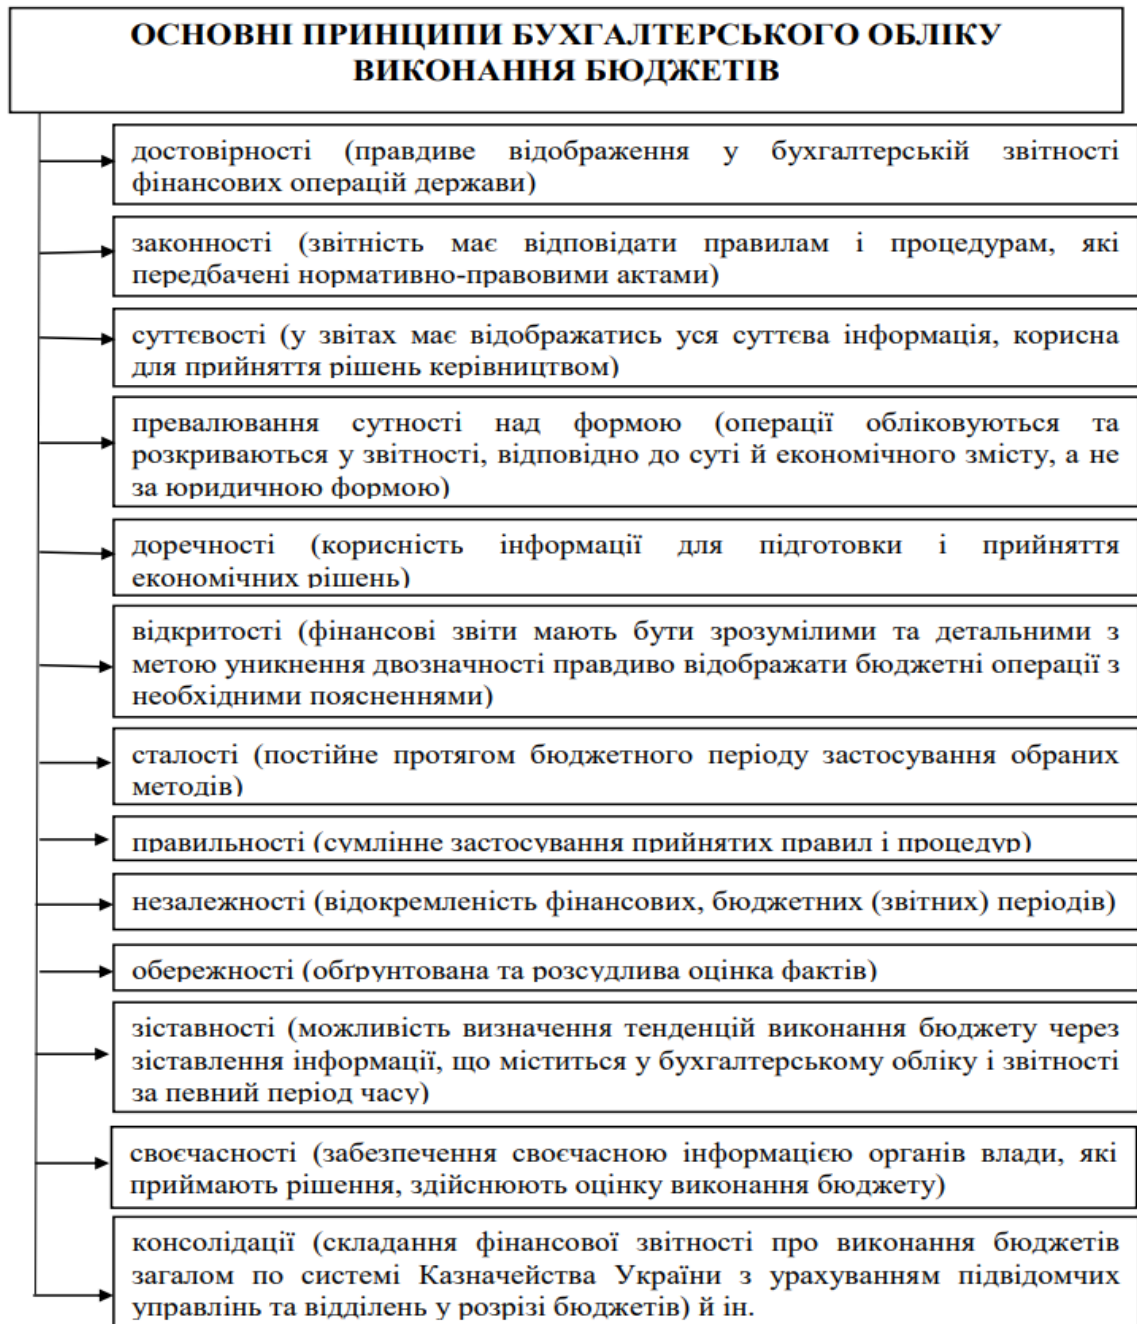 ОСНОВНІ ПРИНЦИПИ БУХГАЛТЕРСЬКОГО ОБЛІКУ
ВИКОНАННЯ БЮДЖЕТІВ
достовірності (правдиве відображення у бухгалтерській звітності
фінансових операцій держави)
законності (звітність має відповідати правилам і процедурам, які
передбачені нормативно-правовими актами)
суттєвості (у звітах має відображатись уся суттєва інформація, корисна
для прийняття рішень керівництвом)
превалювання сутності над формою (операції обліковуються та
розкриваються у звітності, відповідно до суті й економічного змісту, а не
за юридичною формою)
доречності (корисність інформації для підготовки і прийняття
економічних рішень)
відкритості (фінансові звіти мають бути зрозумілими та детальними з
метою уникнення двозначності правдиво відображати бюджетні операції з
необхідними поясненнями)
сталості (постійне протягом бюджетного періоду застосування обраних
методів)
правильності (сумлінне застосування прийнятих правил і процедур)
незалежності (відокремленість фінансових, бюджетних (звітних) періодів)
обережності (обґрунтована та розсудлива оцінка фактів)
зіставності (можливість визначення тенденцій виконання бюджету через
зіставлення інформації, що міститься у бухгалтерському обліку і звітності
за певний період часу)
своєчасності (забезпечення своєчасною інформацією органів влади, які
приймають рішення, здійснюють оцінку виконання бюджету)
консолідації (складання фінансової звітності про виконання бюджетів
загалом по системі Казначейства України з урахуванням підвідомчих
управлінь та відділень у розрізі бюджетів) й ін.